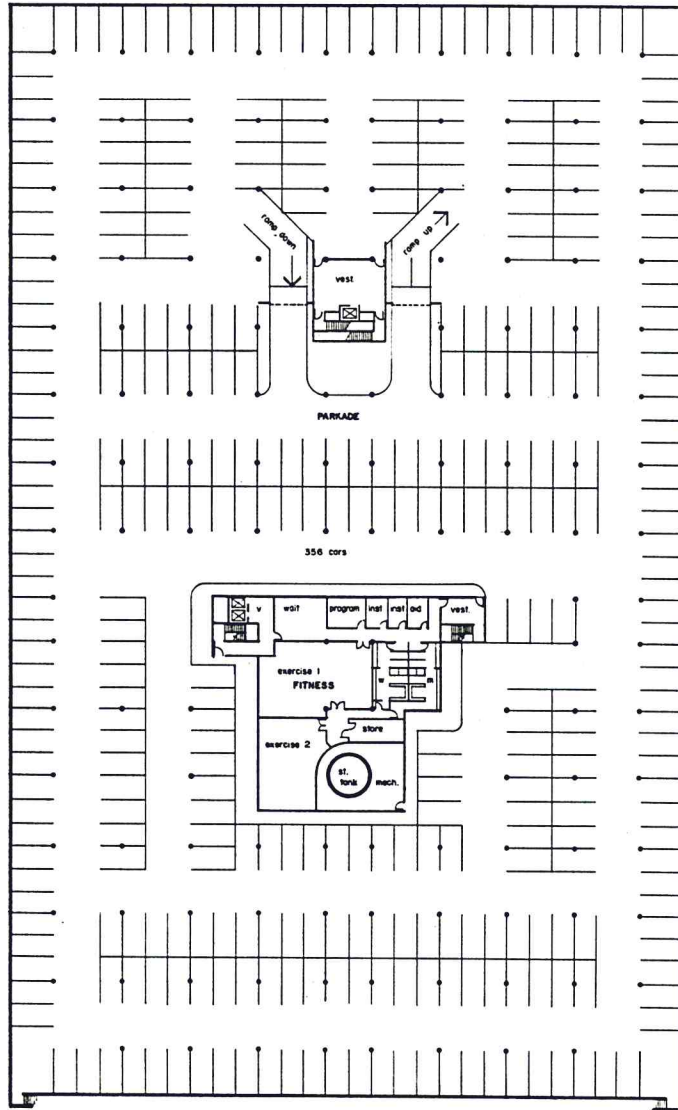 ramp down
ramp up
vest.
PARKADE
356 cars
v
wait
program
inst
inst
aid
vest.
exercise 1
FITNESS
w
m
store
exercise 2
st.
tank
mech.